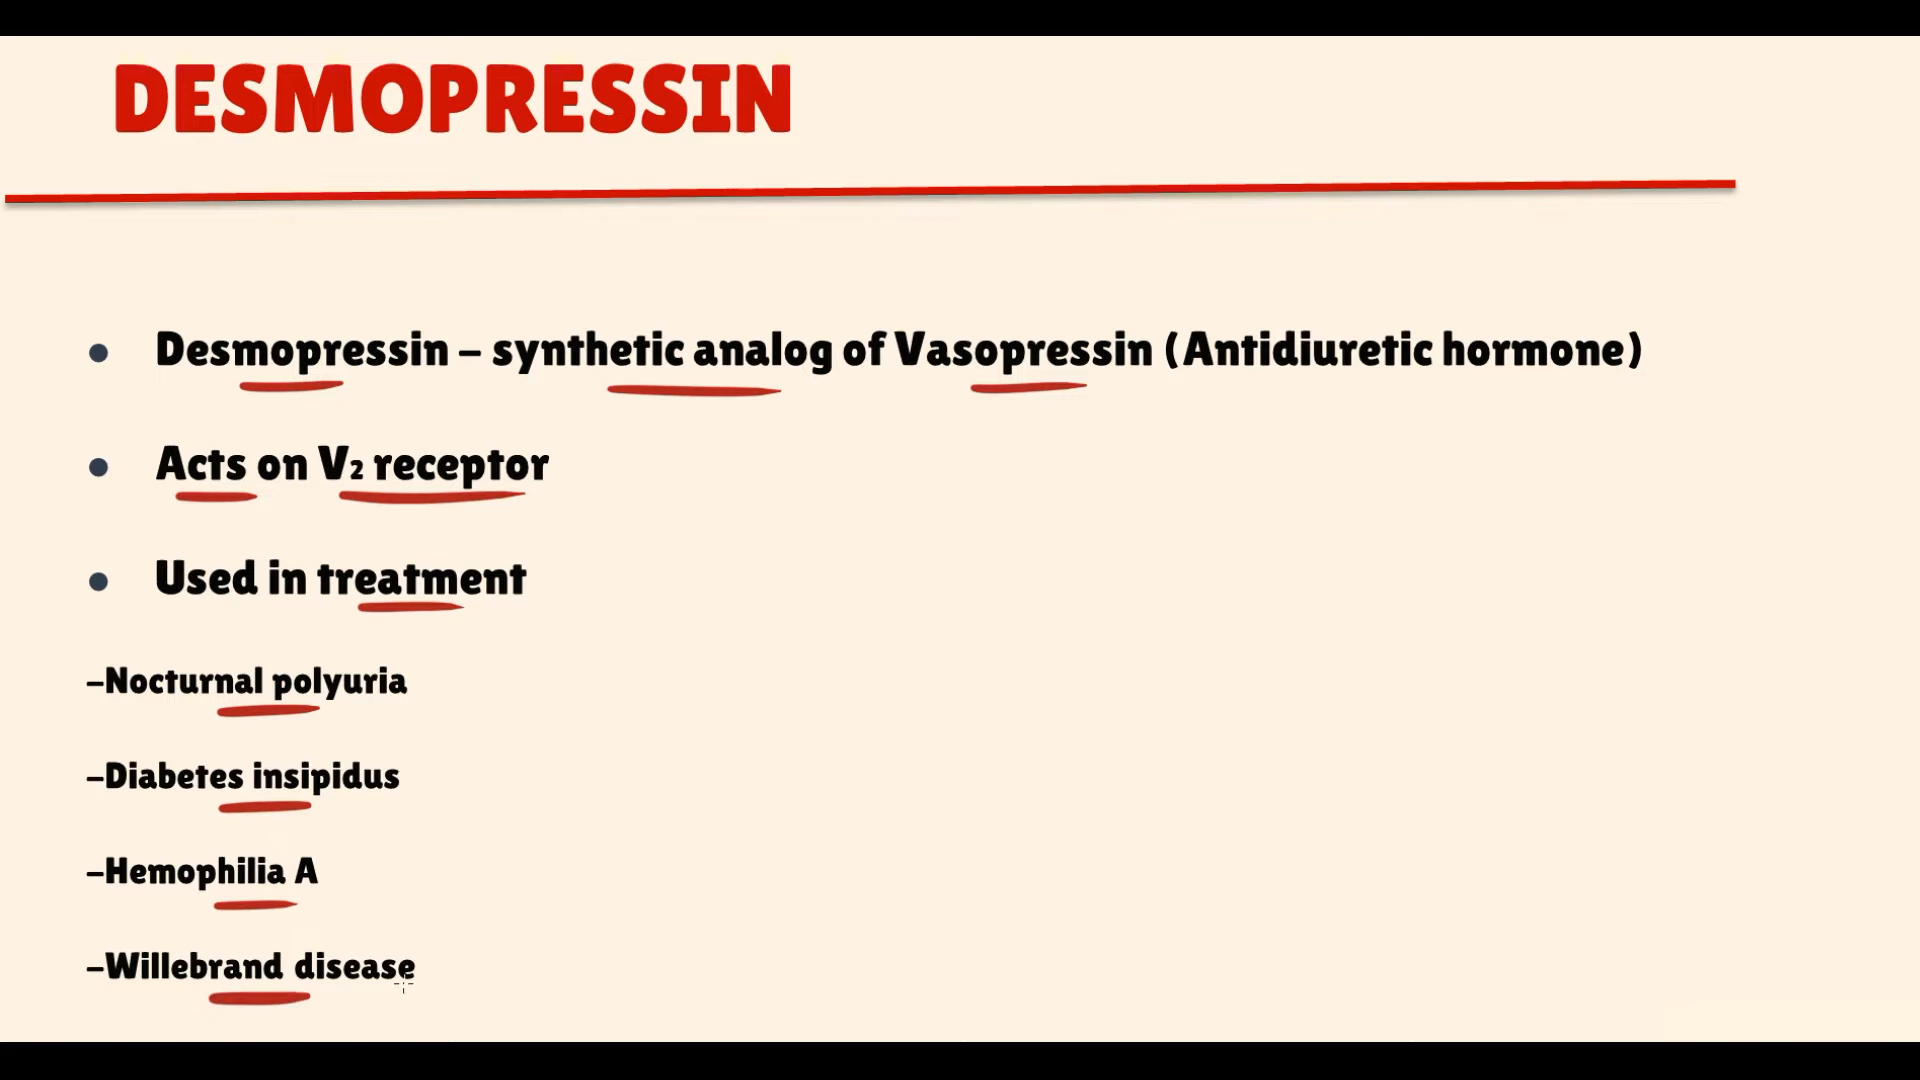 DESMOPRESSIN
• Desmopressin – synthetic analog of Vasopressin (Antidiuretic hormone)
• Acts on V₂ receptor
• Used in treatment
–Nocturnal polyuria
–Diabetes insipidus
–Hemophilia A
–Willebrand disease